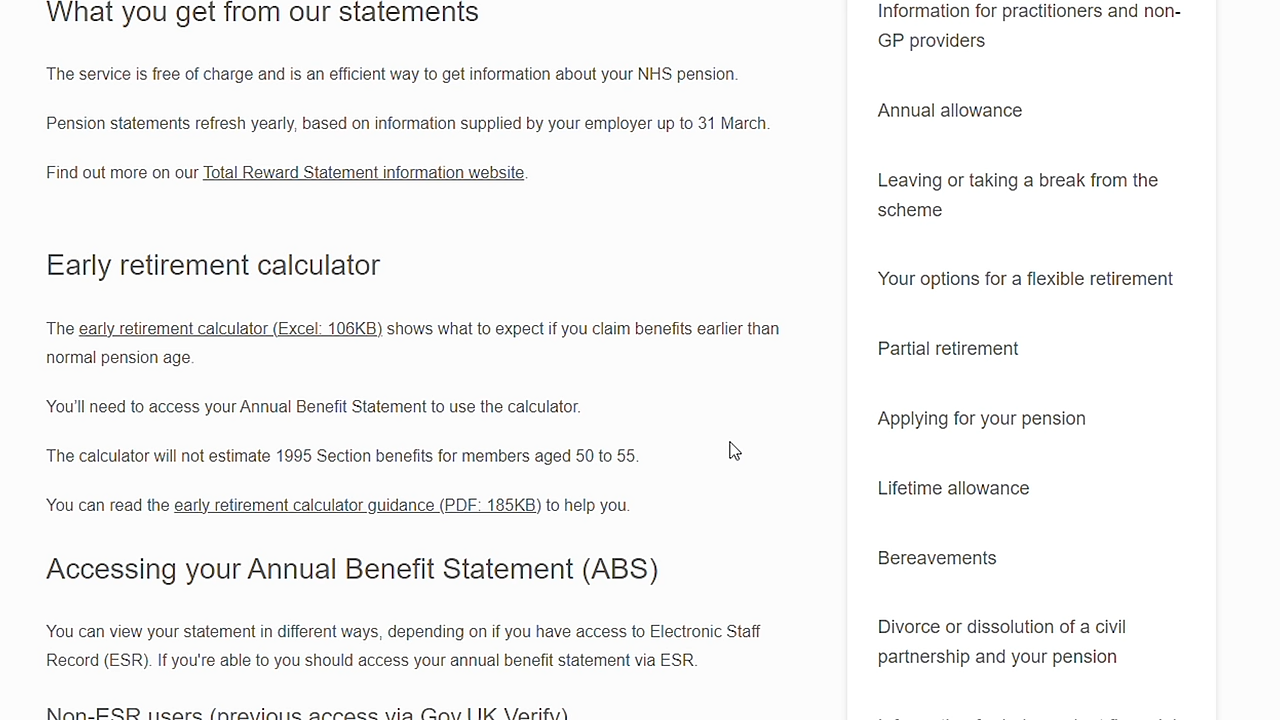 What you get from our statements
The service is free of charge and is an efficient way to get information about your NHS pension.
Pension statements refresh yearly, based on information supplied by your employer up to 31 March.
Find out more on our Total Reward Statement information website.
Early retirement calculator
The early retirement calculator (Excel: 106KB) shows what to expect if you claim benefits earlier than
normal pension age.
You’ll need to access your Annual Benefit Statement to use the calculator.
The calculator will not estimate 1995 Section benefits for members aged 50 to 55.
You can read the early retirement calculator guidance (PDF: 185KB) to help you.
Accessing your Annual Benefit Statement (ABS)
You can view your statement in different ways, depending on if you have access to Electronic Staff
Record (ESR). If you're able to you should access your annual benefit statement via ESR.
Non-ESR users (previous access via Gov.UK Verify)
Information for practitioners and non-
GP providers
Annual allowance
Leaving or taking a break from the
scheme
Your options for a flexible retirement
Partial retirement
Applying for your pension
Lifetime allowance
Bereavements
Divorce or dissolution of a civil
partnership and your pension